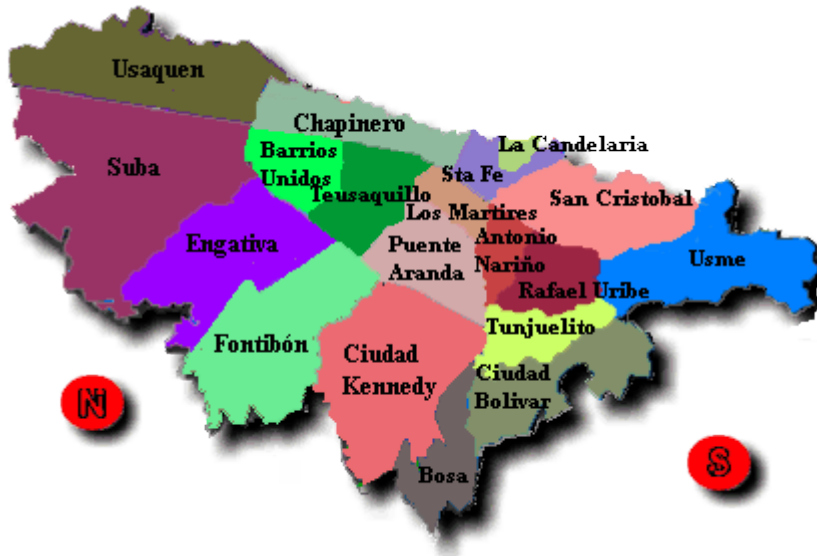 Usaquen
Chapinero
La Candelaria
Barrios
Unidos
Suba
Sta Fe
Teusaquillo
San Cristobal
Los Martires
Antonio
Nariño
Engativa
Puente
Aranda
Usme
Rafael Uribe
Tunjuelito
Fontibón
Ciudad
Kennedy
Ciudad
Bolivar
N
S
Bosa